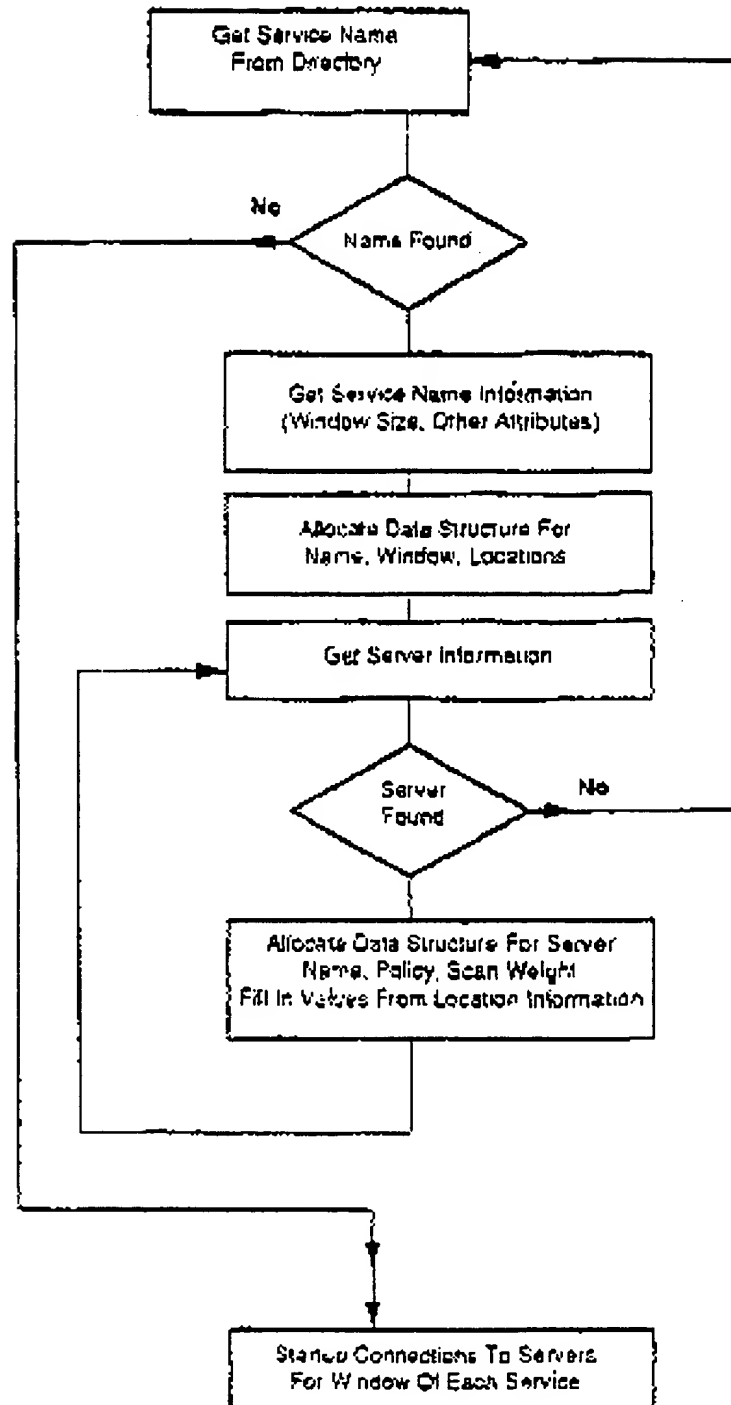 Get Service Name
From Directory
No
Name Found
Get Service Name Information
(Window Size, Other Attributes)
Allocate Data Structure For
Name, Window, Locations
Get Server Information
Server
Found
No
Allocate Data Structure For Server
Name, Policy, Scan Weight
Fill In Values From Location Information
Startup Connections To Servers
For Window Of Each Service